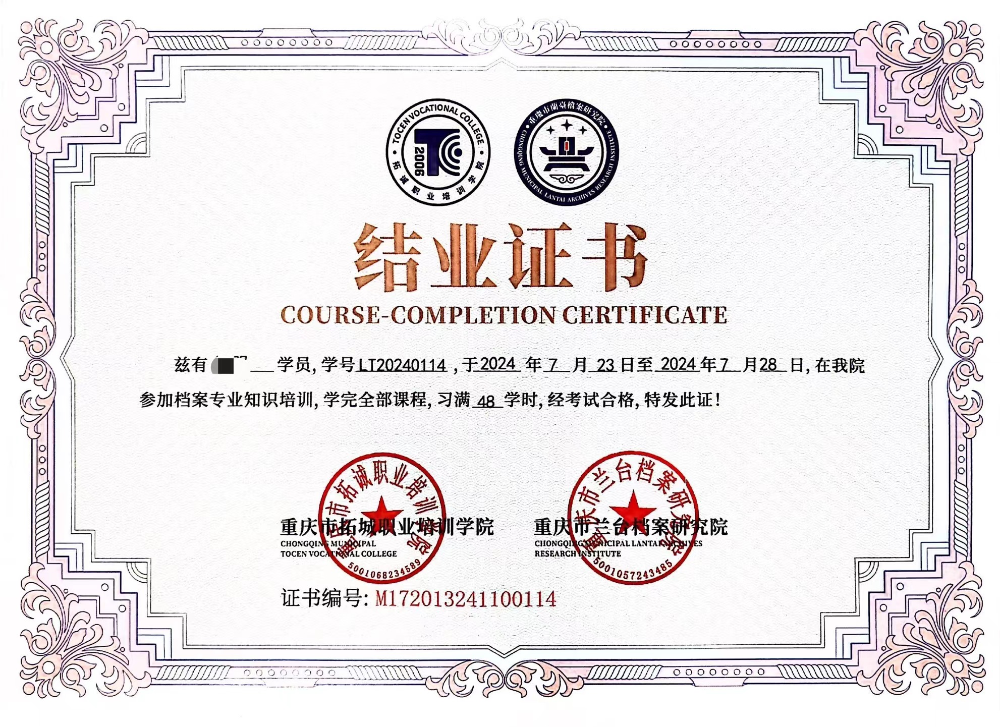 TOCEN VOCATIONAL COLLEGE
2006
拓诚职业培训学院
重慶市蘭臺檔案研究院
CHONGQING MUNICIPAL LANTAI ARCHIVES RESEARCH INSTITUTE
结业证书
COURSE-COMPLETION CERTIFICATE
兹有 学员, 学号LT20240114 , 于2024 年7 月 23 日至 2024年7 月28 日, 在我院
参加档案专业知识培训, 学完全部课程, 习满 48 学时, 经考试合格, 特发此证!
重庆市拓诚职业培训学院
重庆市兰台档案研究院
重庆市拓城职业培训学院
CHONGQING MUNICIPAL
TOCEN VOCATIONAL COLLEGE
重庆市兰台档案研究院
CHONGQING MUNICIPAL LANTAI ARCHIVES
RESEARCH INSTITUTE
5001068234589
5001057243485
证书编号: M172013241100114